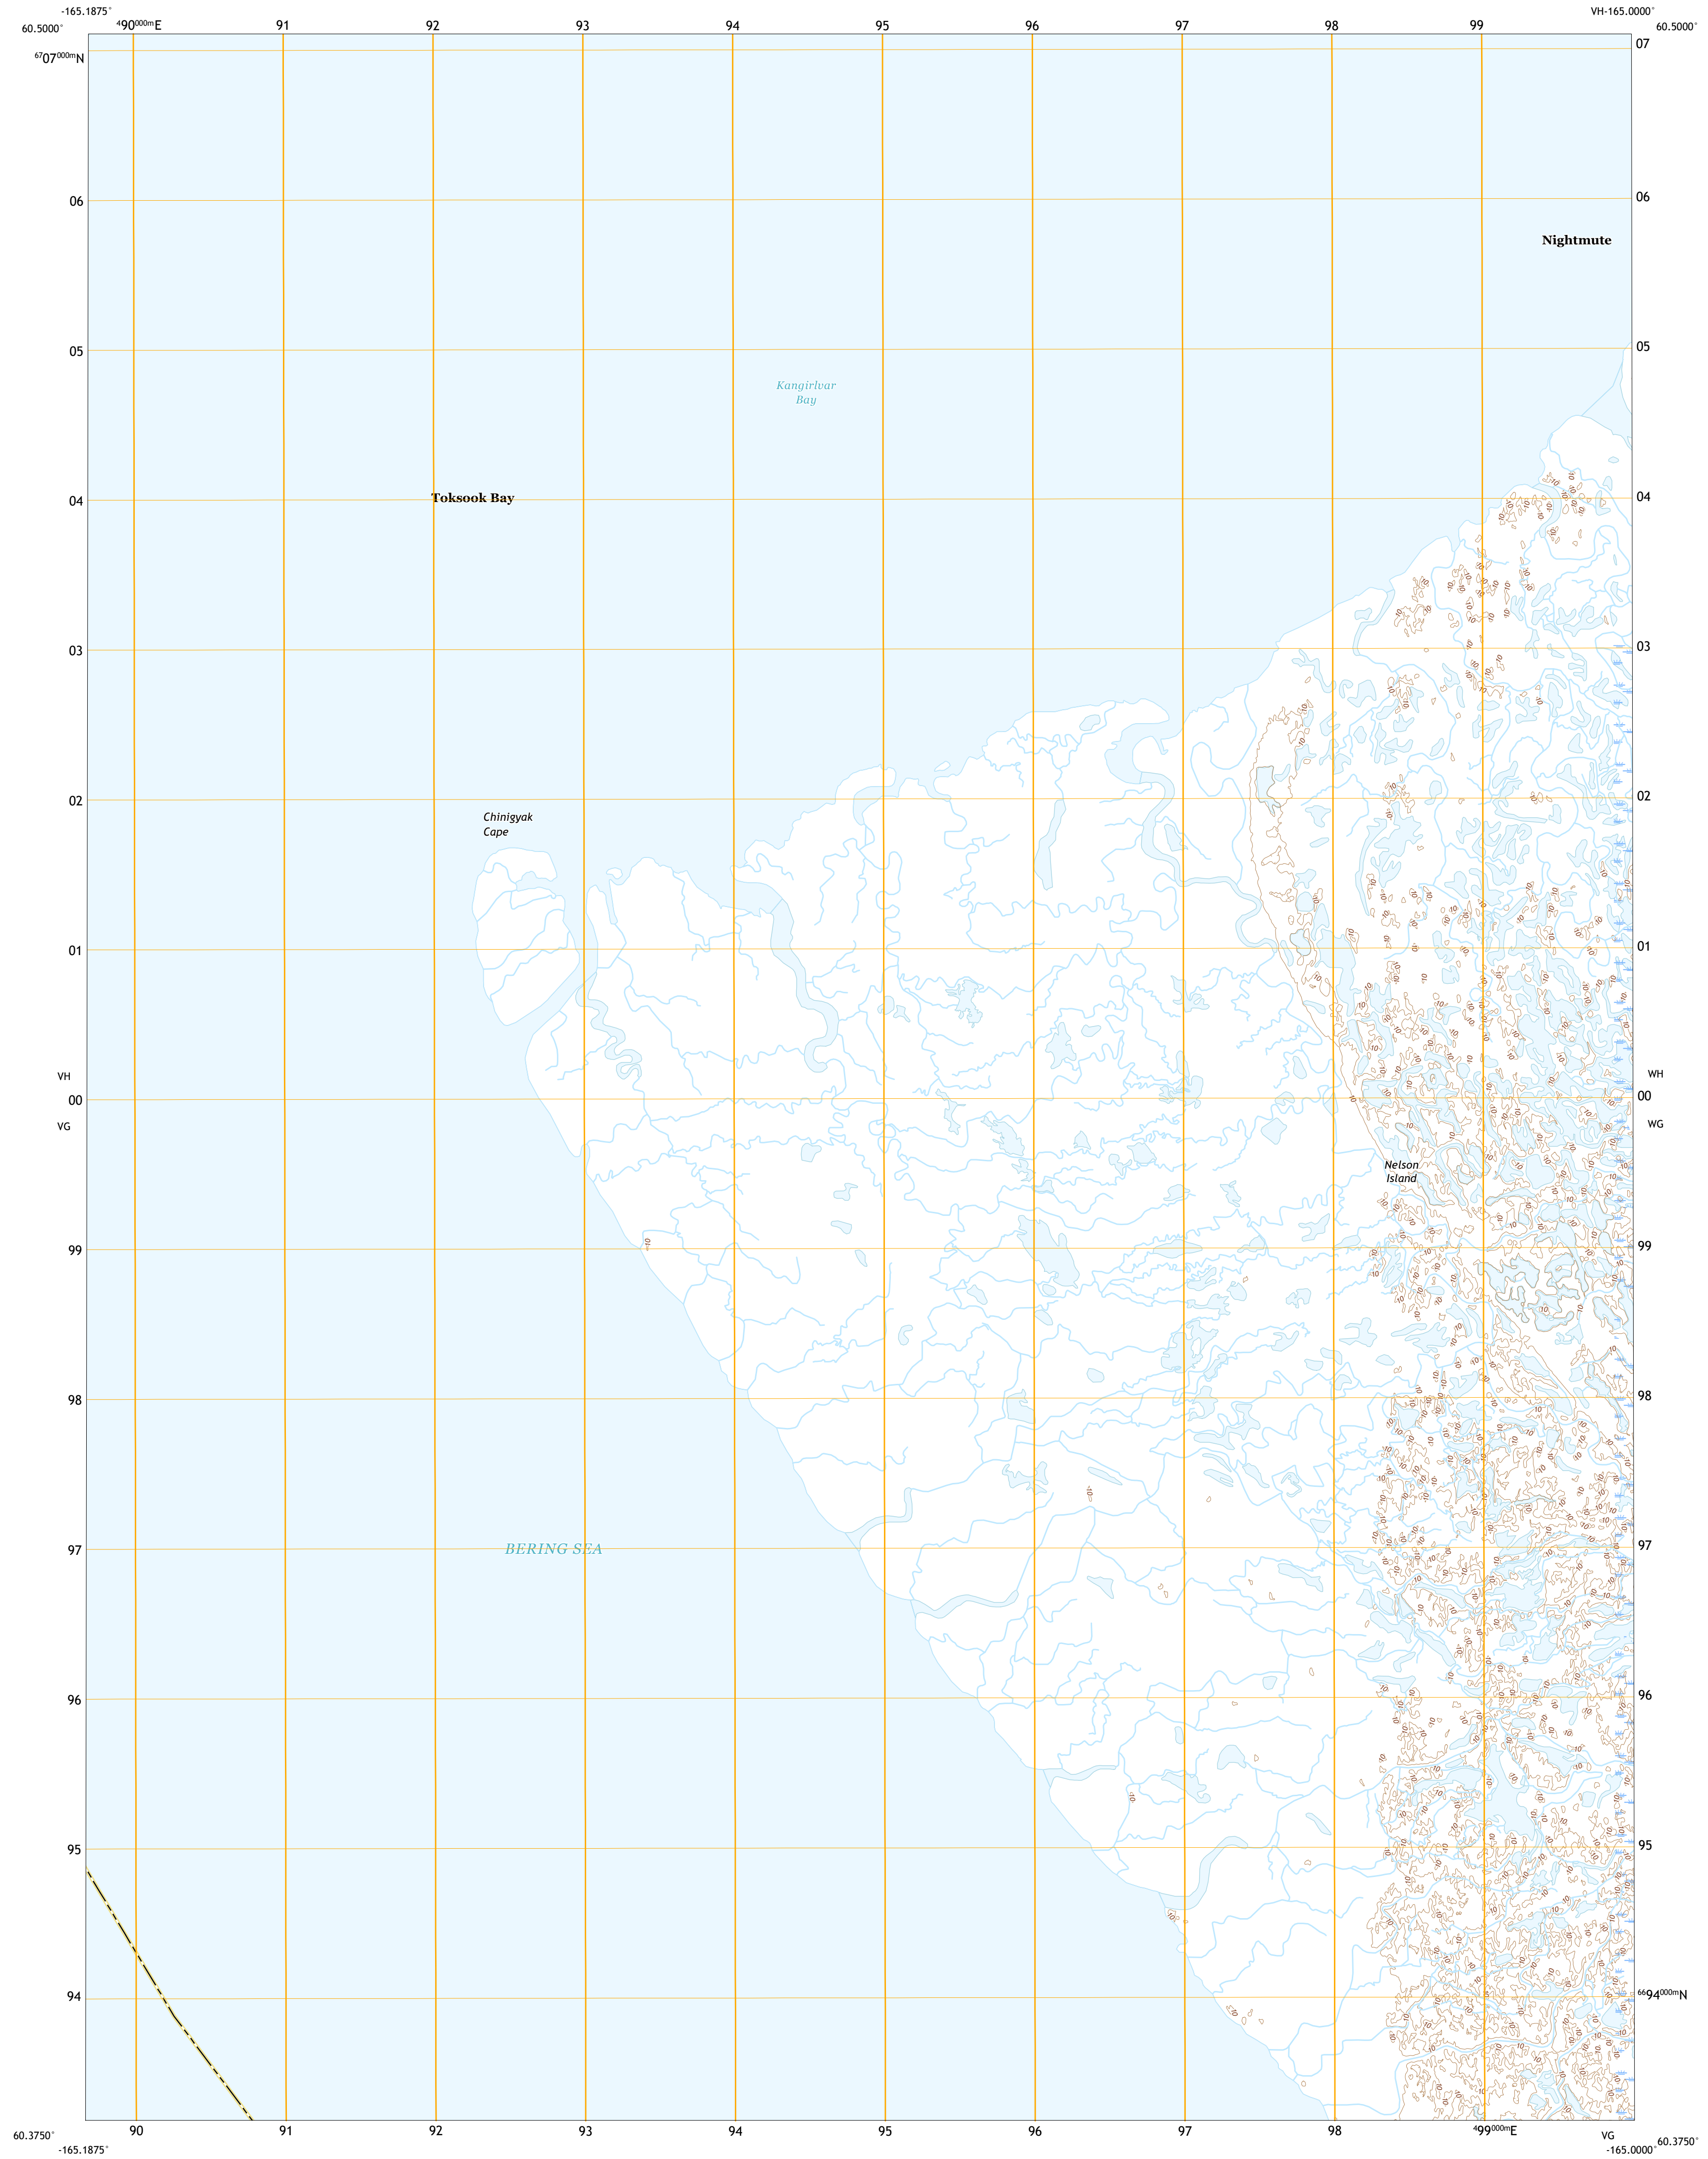 -165.1875°
VH-165.0000°
60.5000°
490000mE
91
92
93
94
95
96
97
98
99
60.5000°
6707000mN
07
06
06
Nightmute
05
05
Kangirlvar
Bay
Toksook Bay
04
04
03
03
02
02
Chinigyak
Cape
01
01
VH
WH
00
00
VG
WG
Nelson
Island
99
99
98
98
BERING SEA
97
97
96
96
95
95
94
6694000mN
60.3750°
90
91
92
93
94
95
96
97
98
499000mE
VG
60.3750°
-165.1875°
-165.0000°